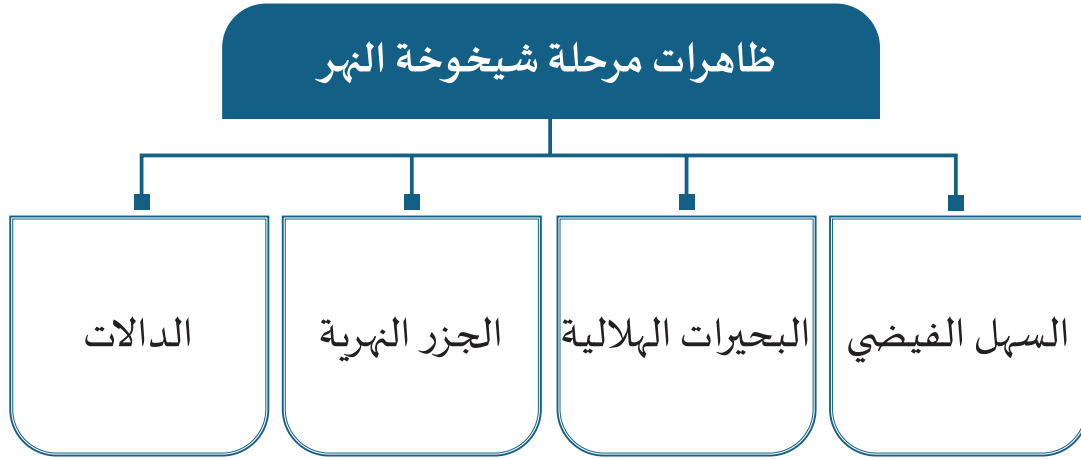 ظاهرات مرحلة شيخوخة النهر
السهل الفيضي
البحيرات الهلالية
الجزر النهرية
الدالات